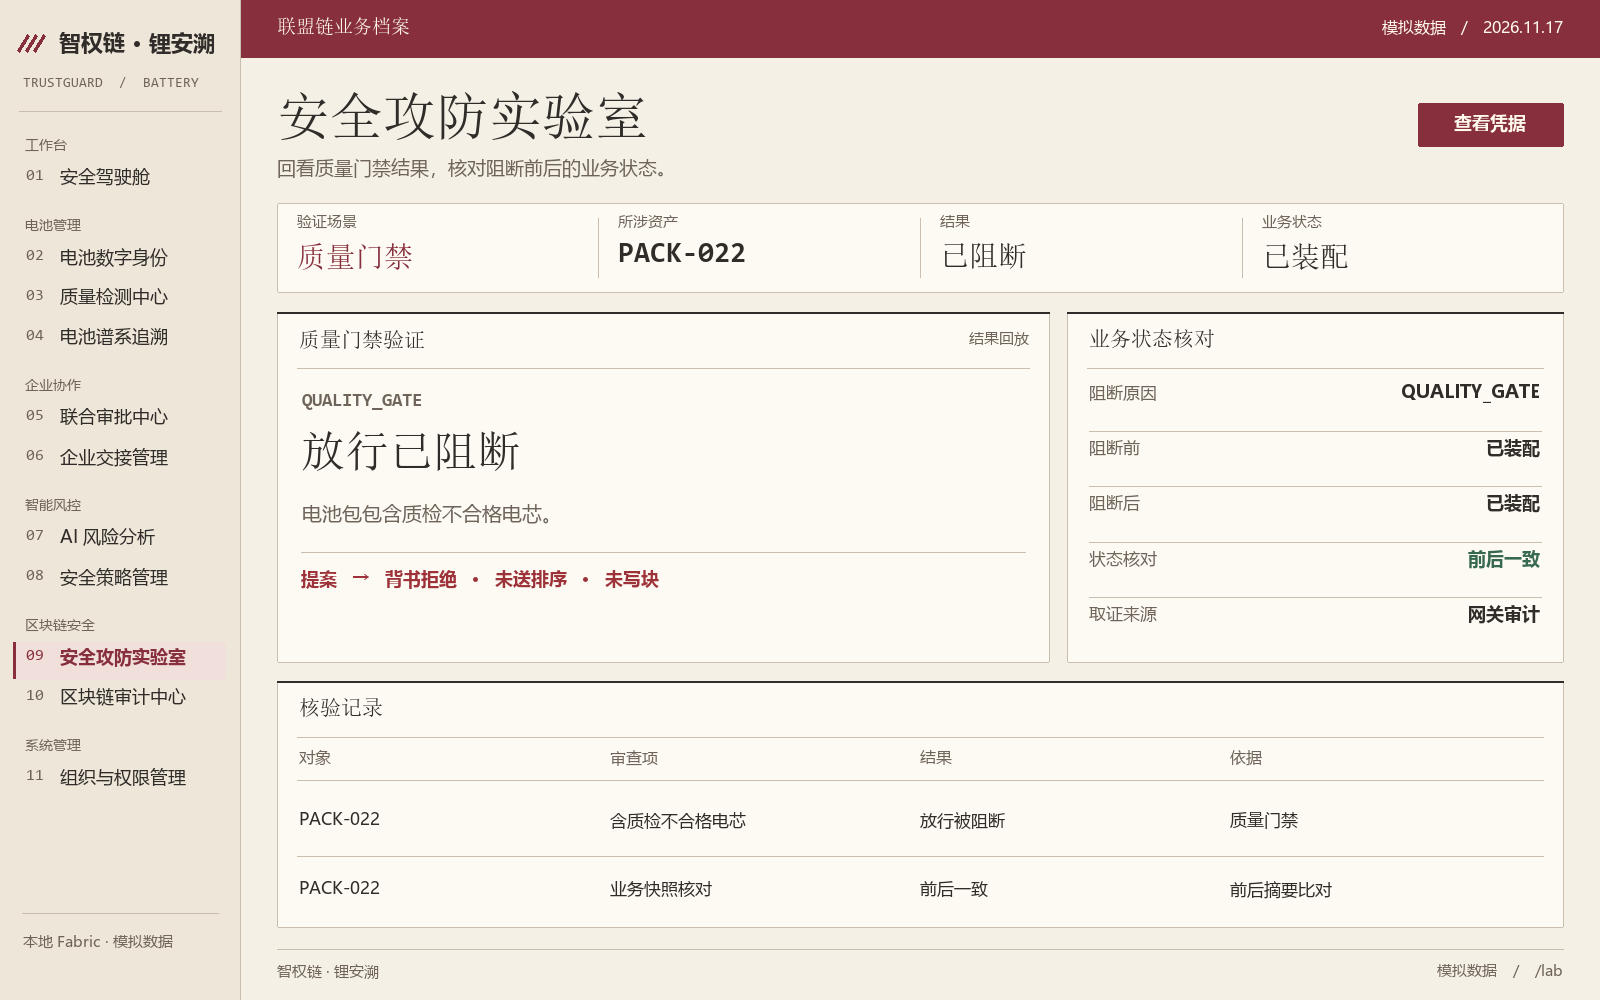 智权链·锂安溯
TRUSTGUARD / BATTERY
工作台
01 安全驾驶舱
电池管理
02 电池数字身份
03 质量检测中心
04 电池谱系追溯
企业协作
05 联合审批中心
06 企业交接管理
智能风控
07 AI 风险分析
08 安全策略管理
区块链安全
09 安全攻防实验室
10 区块链审计中心
系统管理
11 组织与权限管理
本地 Fabric · 模拟数据
联盟链业务档案
模拟数据 / 2026.11.17
安全攻防实验室
查看凭据
回看质量门禁结果，核对阻断前后的业务状态。
验证场景 所涉资产 结果 业务状态
质量门禁 PACK-022 已阻断 已装配
质量门禁验证 结果回放
QUALITY_GATE
放行已阻断
电池包包含质检不合格电芯。
提案 → 背书拒绝 · 未送排序 · 未写块
业务状态核对
阻断原因 QUALITY_GATE
阻断前 已装配
阻断后 已装配
状态核对 前后一致
取证来源 网关审计
核验记录
对象 审查项 结果 依据
PACK-022 含质检不合格电芯 放行被阻断 质量门禁
PACK-022 业务快照核对 前后一致 前后摘要比对
智权链 · 锂安溯
模拟数据 / /lab